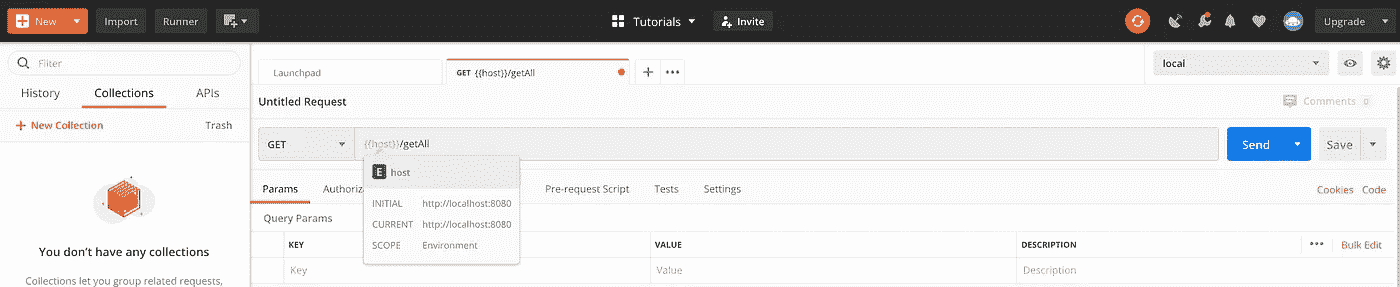 New Import Runner Tutorials Invite Upgrade
Filter
History Collections APIs
New Collection Trash
You don't have any collections
Collections let you group related requests,
Launchpad GET {{host}}/getAll local
Untitled Request Comments 0
GET {{host}}/getAll Send Save
E host
INITIAL http://localhost:8080
CURRENT http://localhost:8080
SCOPE Environment
Params Authoriza Pre-request Script Tests Settings Cookies Code
Query Params
KEY VALUE DESCRIPTION Bulk Edit
Key Value Description